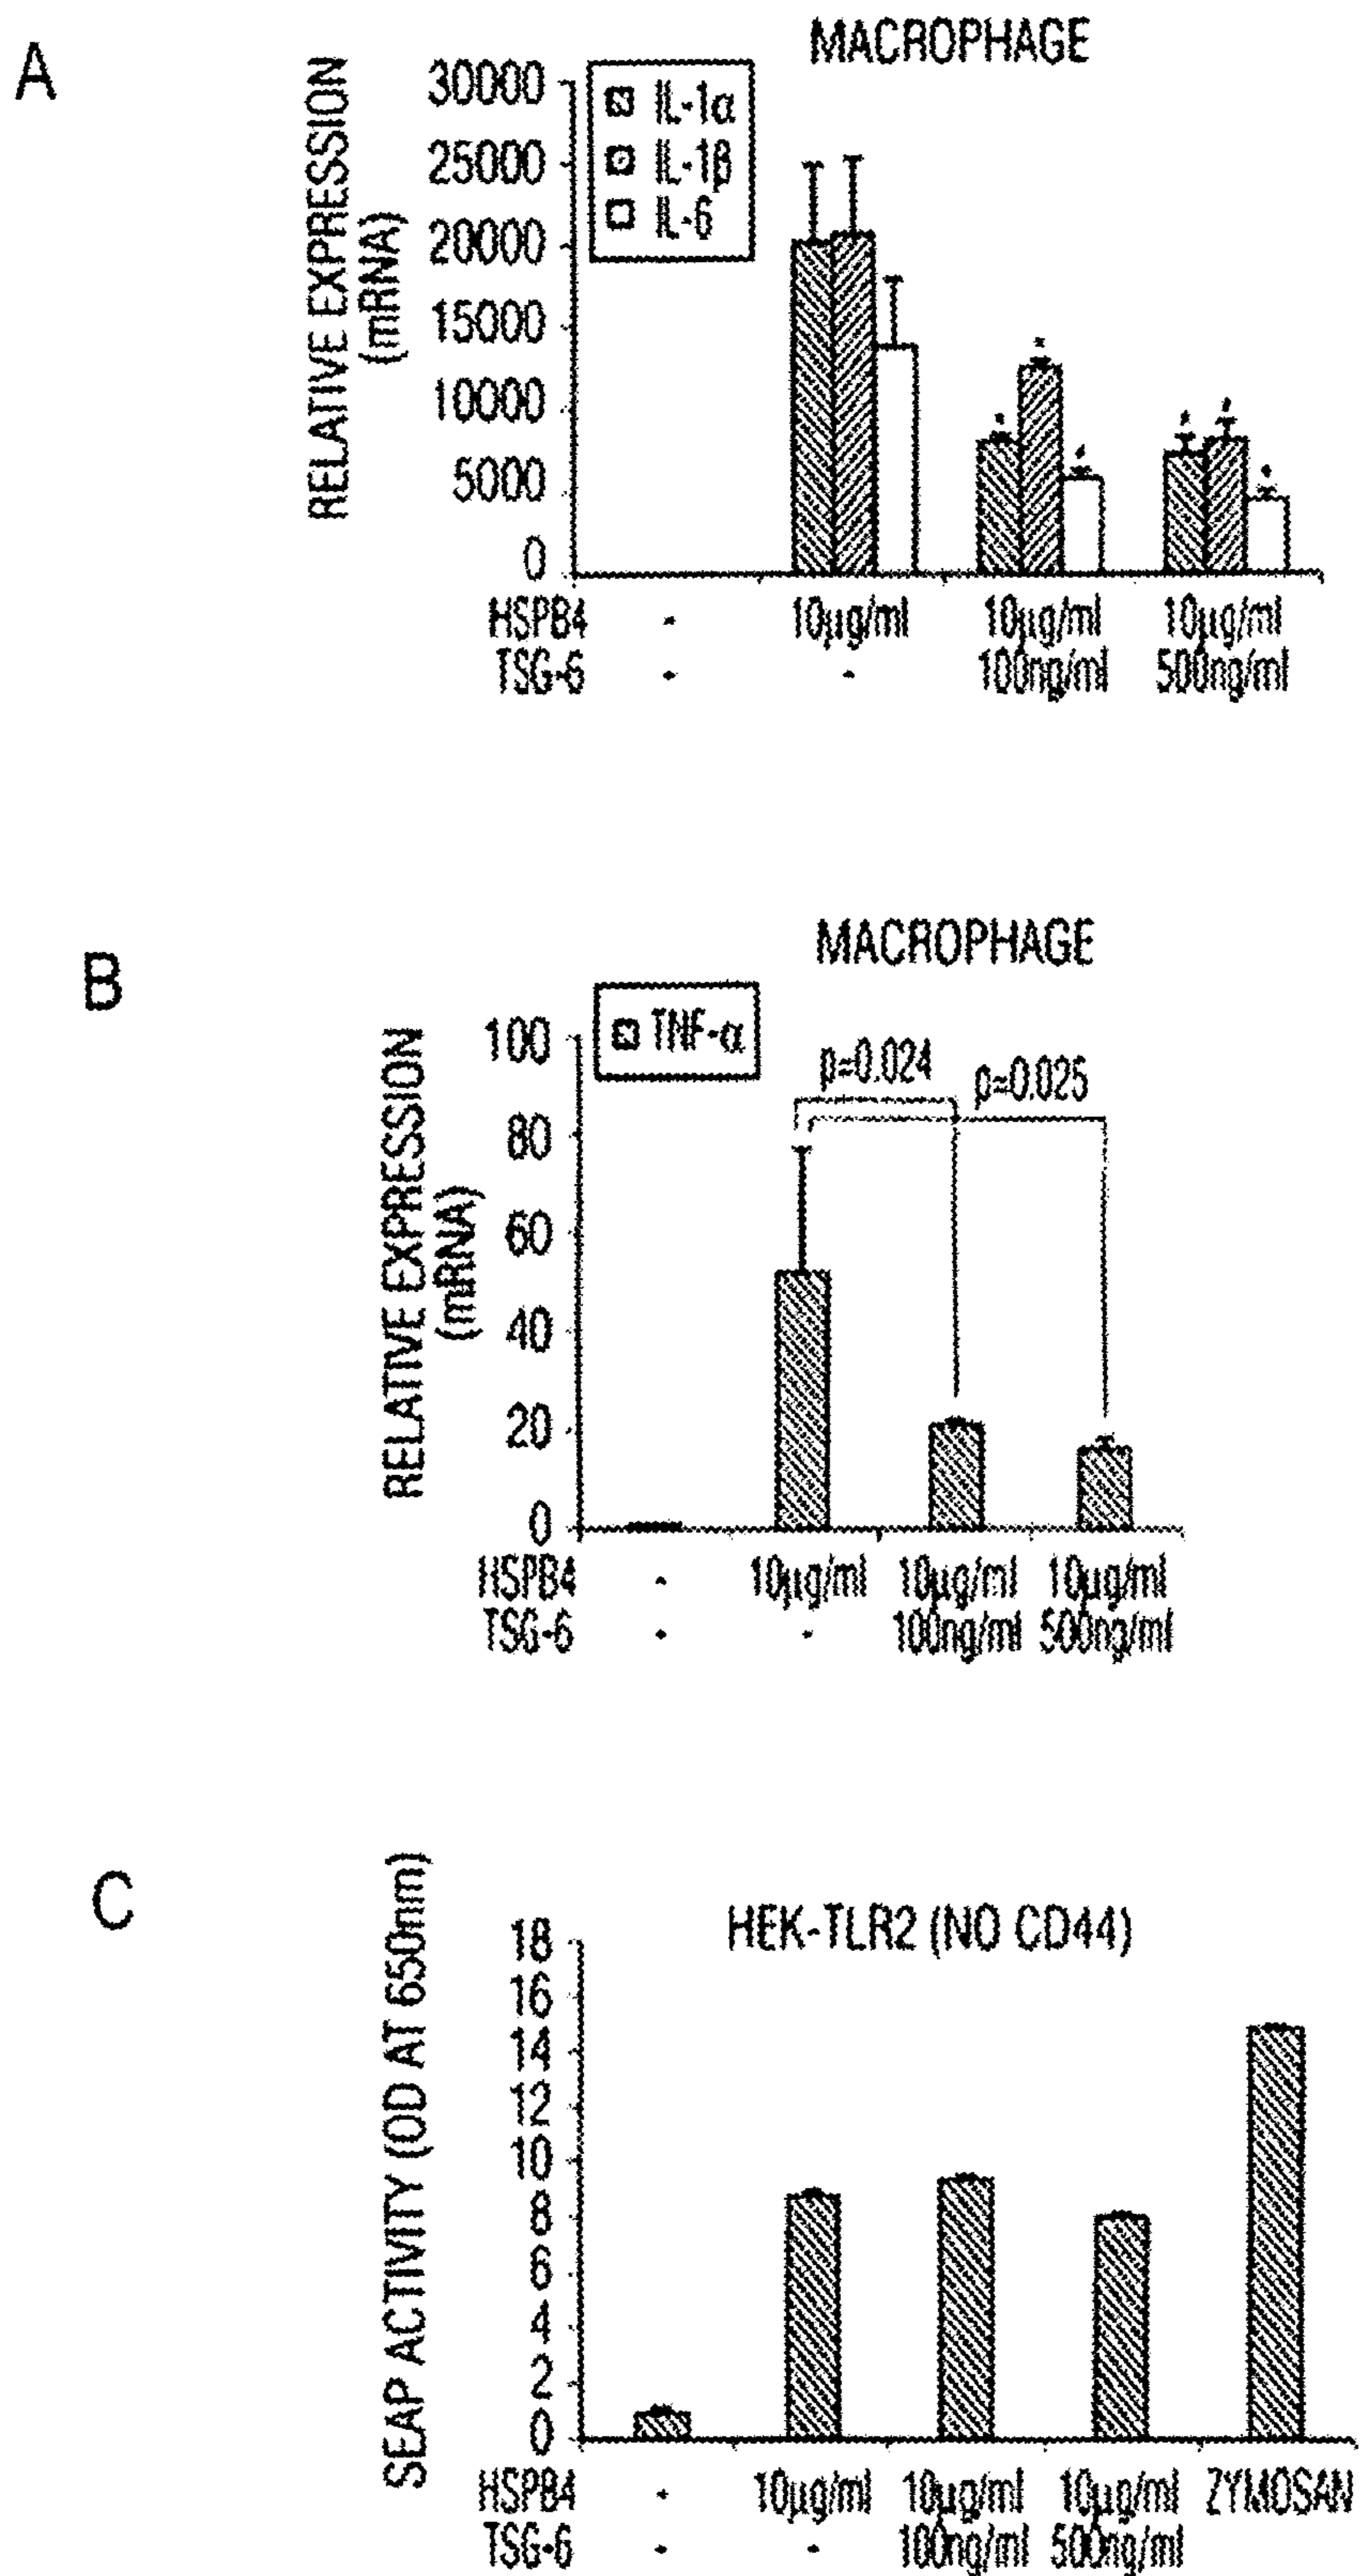 A
MACROPHAGE
RELATIVE EXPRESSION
(mRNA)
30000
25000
20000
15000
10000
5000
0
IL-1α
IL-1β
IL-6
HSPB4 - 10µg/ml 10µg/ml 10µg/ml
TSG-6 - - 100ng/ml 500ng/ml
B
MACROPHAGE
RELATIVE EXPRESSION
(mRNA)
100
80
60
40
20
0
TNF-α
p=0.024
p=0.025
HSPB4 - 10µg/ml 10µg/ml 10µg/ml
TSG-6 - - 100ng/ml 500ng/ml
C
HEK-TLR2 (NO CD44)
SEAP ACTIVITY (OD AT 650nm)
18
16
14
12
10
8
6
4
2
0
HSPB4 - 10µg/ml 10µg/ml 10µg/ml ZYMOSAN
TSG-6 - - 100ng/ml 500ng/ml